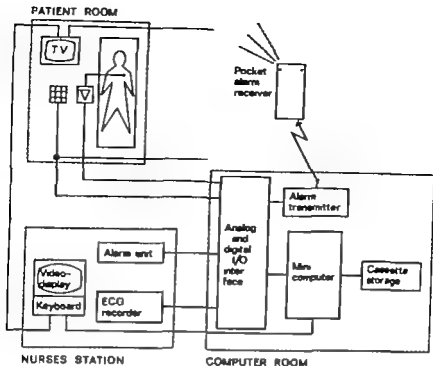 PATIENT ROOM
TV
Pocket
alarm
receiver
Alarm
transmitter
Analog
and
digital
I/O
inter
face
Alarm unit
Video-
display
Keyboard
ECG
recorder
Mini
computer
Cassette
storage
NURSES STATION
COMPUTER ROOM